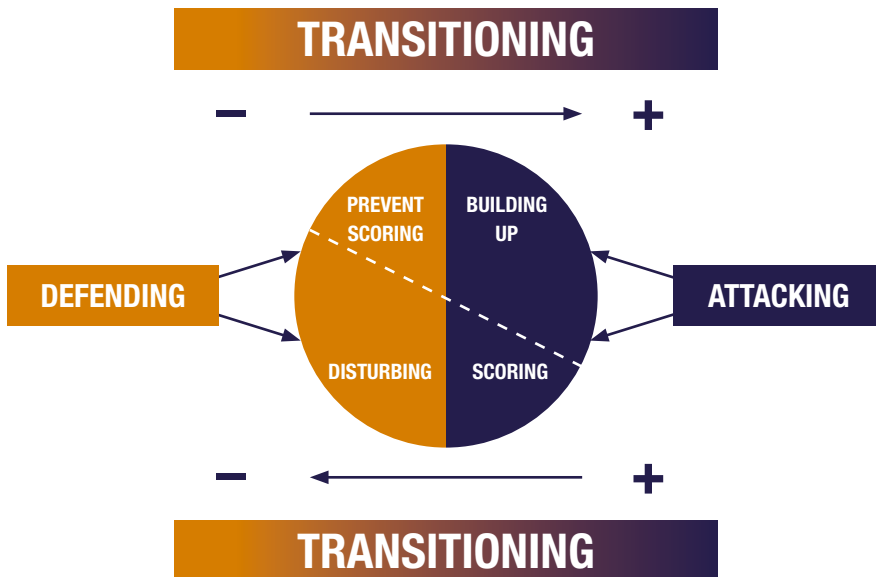 TRANSITIONING
− +
PREVENT
SCORING
BUILDING
UP
DEFENDING
ATTACKING
DISTURBING
SCORING
− +
TRANSITIONING